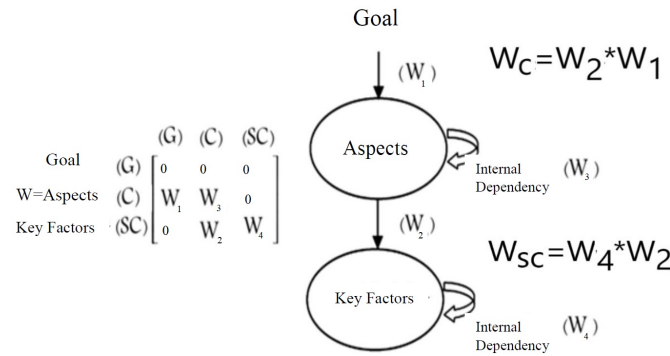 Goal
(W1)
Wc=W2*W1
(G) (C) (SC)
Goal (G) 0 0 0
W=Aspects (C) W1 W3 0
Key Factors (SC) 0 W2 W4
Aspects
Internal
Dependency (W3)
(W2)
Wsc=W4*W2
Key Factors
Internal
Dependency (W4)